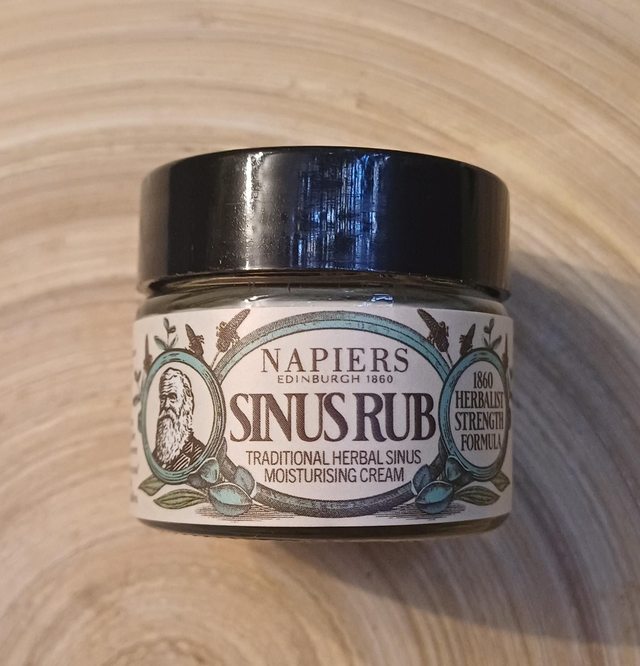 NAPIERS
EDINBURGH 1860
SINUS RUB
TRADITIONAL HERBAL SINUS
MOISTURISING CREAM
1860
HERBALIST
STRENGTH
FORMULA